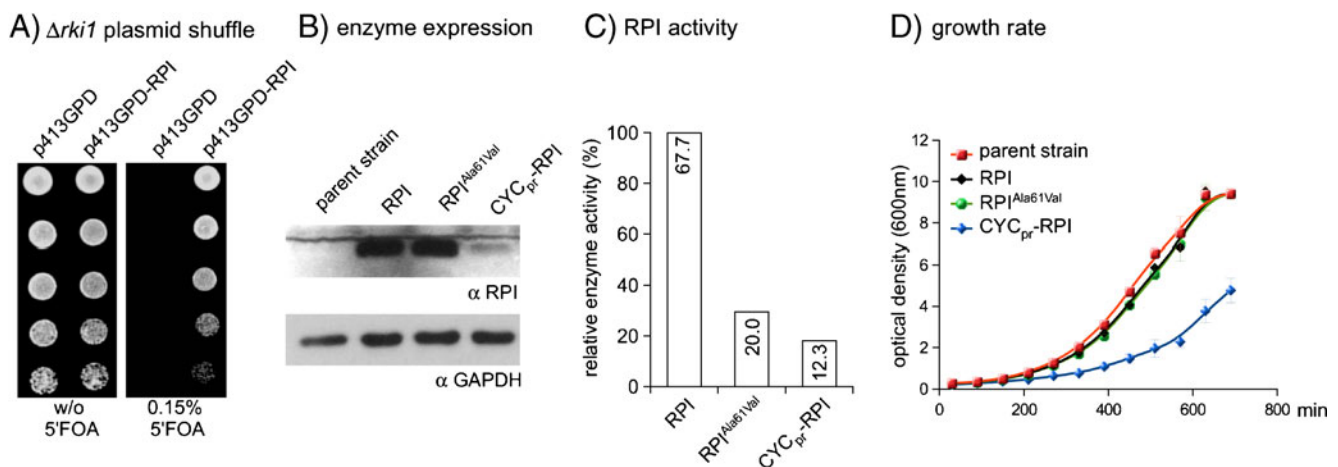 A) Δrki1 plasmid shuffle
p413GPD
p413GPD-RPI
p413GPD
p413GPD-RPI
w/o
5'FOA
0.15%
5'FOA
B) enzyme expression
parent strain
RPI
RPI^Ala61Val
CYC_pr-RPI
α RPI
α GAPDH
C) RPI activity
relative enzyme activity (%)
100
80
60
40
20
0
67.7
20.0
12.3
RPI
RPI^Ala61Val
CYC_pr-RPI
D) growth rate
optical density (600nm)
12
10
8
6
4
2
0
parent strain
RPI
RPI^Ala61Val
CYC_pr-RPI
0 200 400 600 800 min